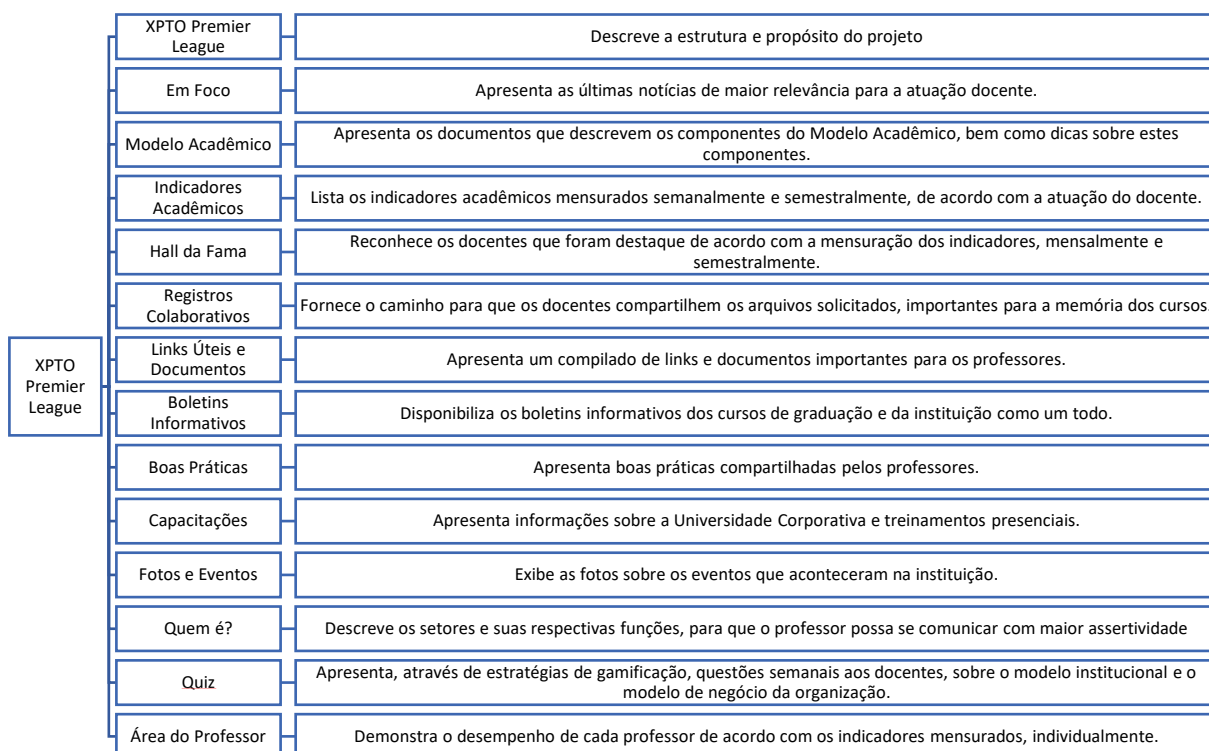 XPTO Premier
League
Descreve a estrutura e propósito do projeto
Em Foco
Apresenta as últimas notícias de maior relevância para a atuação docente.
Modelo Acadêmico
Apresenta os documentos que descrevem os componentes do Modelo Acadêmico, bem como dicas sobre estes
componentes.
Indicadores
Acadêmicos
Lista os indicadores acadêmicos mensurados semanalmente e semestralmente, de acordo com a atuação do docente.
Hall da Fama
Reconhece os docentes que foram destaque de acordo com a mensuração dos indicadores, mensalmente e
semestralmente.
Registros
Colaborativos
Fornece o caminho para que os docentes compartilhem os arquivos solicitados, importantes para a memória dos cursos.
XPTO
Premier
League
Links Úteis e
Documentos
Apresenta um compilado de links e documentos importantes para os professores.
Boletins
Informativos
Disponibiliza os boletins informativos dos cursos de graduação e da instituição como um todo.
Boas Práticas
Apresenta boas práticas compartilhadas pelos professores.
Capacitações
Apresenta informações sobre a Universidade Corporativa e treinamentos presenciais.
Fotos e Eventos
Exibe as fotos sobre os eventos que aconteceram na instituição.
Quem é?
Descreve os setores e suas respectivas funções, para que o professor possa se comunicar com maior assertividade
Quiz
Apresenta, através de estratégias de gamificação, questões semanais aos docentes, sobre o modelo institucional e o
modelo de negócio da organização.
Área do Professor
Demonstra o desempenho de cada professor de acordo com os indicadores mensurados, individualmente.